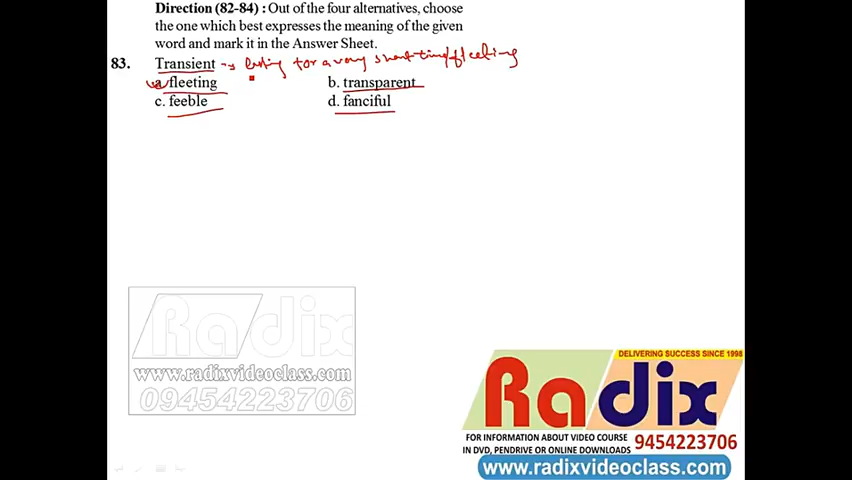 Direction (82-84) : Out of the four alternatives, choose
the one which best expresses the meaning of the given
word and mark it in the Answer Sheet.
83. Transient → lasting for a very short time/fleeting
a. fleeting b. transparent
c. feeble d. fanciful
Radix
www.radixvideoclass.com
09454223706
DELIVERING SUCCESS SINCE 1998
Radix
FOR INFORMATION ABOUT VIDEO COURSE
IN DVD, PENDRIVE OR ONLINE DOWNLOADS 9454223706
www.radixvideoclass.com